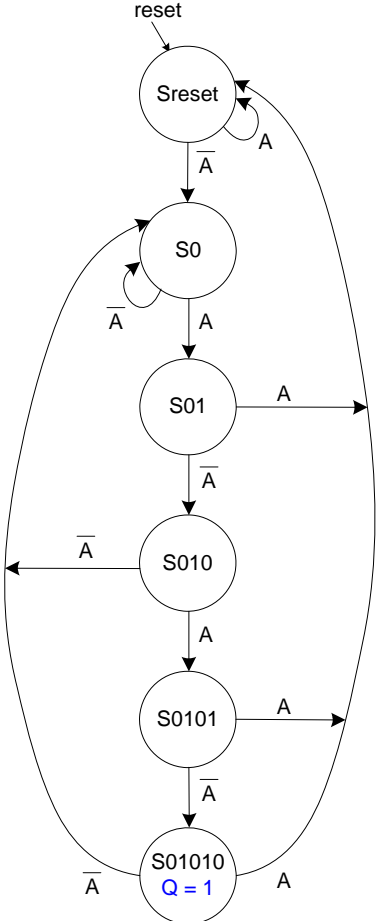 reset
Sreset
A
A̅
S0
A̅
A
S01
A
A̅
A̅
S010
A
S0101
A
A̅
S01010
Q = 1
A̅
A